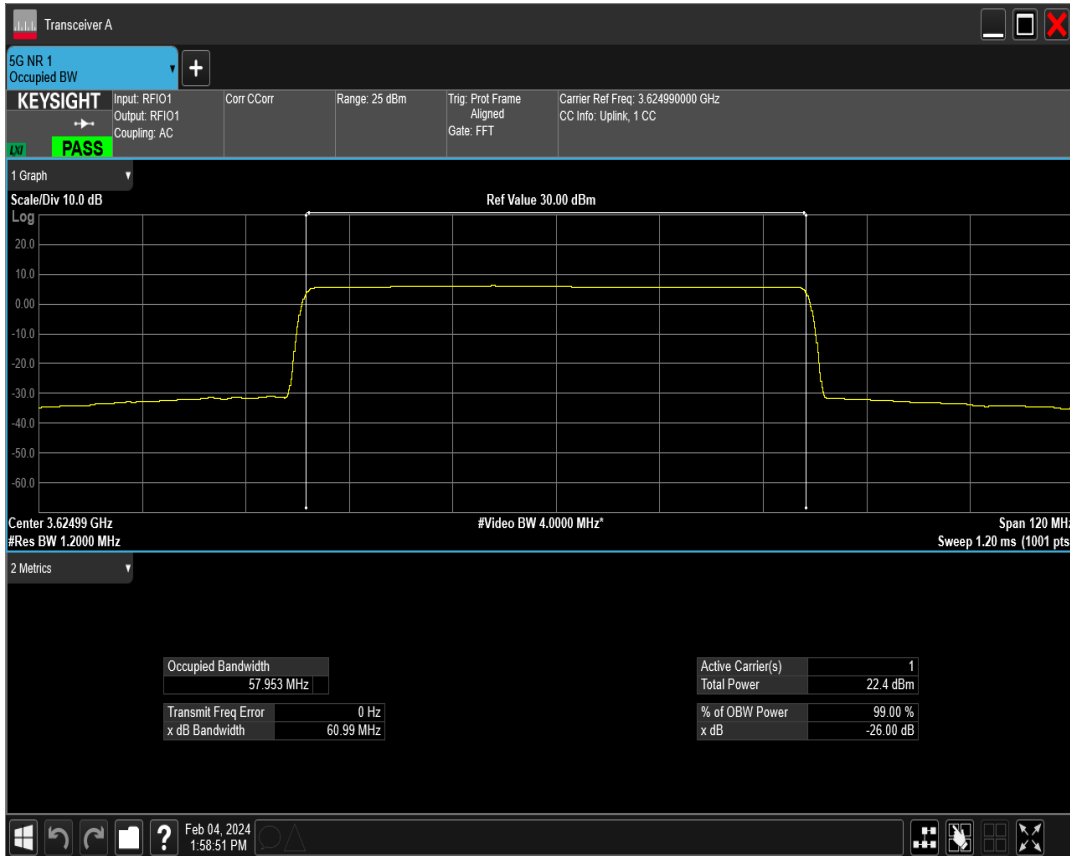 Transceiver A
5G NR 1
Occupied BW
+
KEYSIGHT
LXI
PASS
Input: RFIO1
Output: RFIO1
Coupling: AC
Corr CCorr
Range: 25 dBm
Trig: Prot Frame
Aligned
Gate: FFT
Carrier Ref Freq: 3.624990000 GHz
CC Info: Uplink, 1 CC
1 Graph
Scale/Div 10.0 dB
Ref Value 30.00 dBm
Log
20.0
10.0
0.00
-10.0
-20.0
-30.0
-40.0
-50.0
-60.0
Center 3.62499 GHz
#Video BW 4.0000 MHz*
Span 120 MHz
#Res BW 1.2000 MHz
Sweep 1.20 ms (1001 pts
2 Metrics
Occupied Bandwidth
57.953 MHz
Transmit Freq Error 0 Hz
x dB Bandwidth 60.99 MHz
Active Carrier(s) 1
Total Power 22.4 dBm
% of OBW Power 99.00 %
x dB -26.00 dB
?
Feb 04, 2024
1:58:51 PM